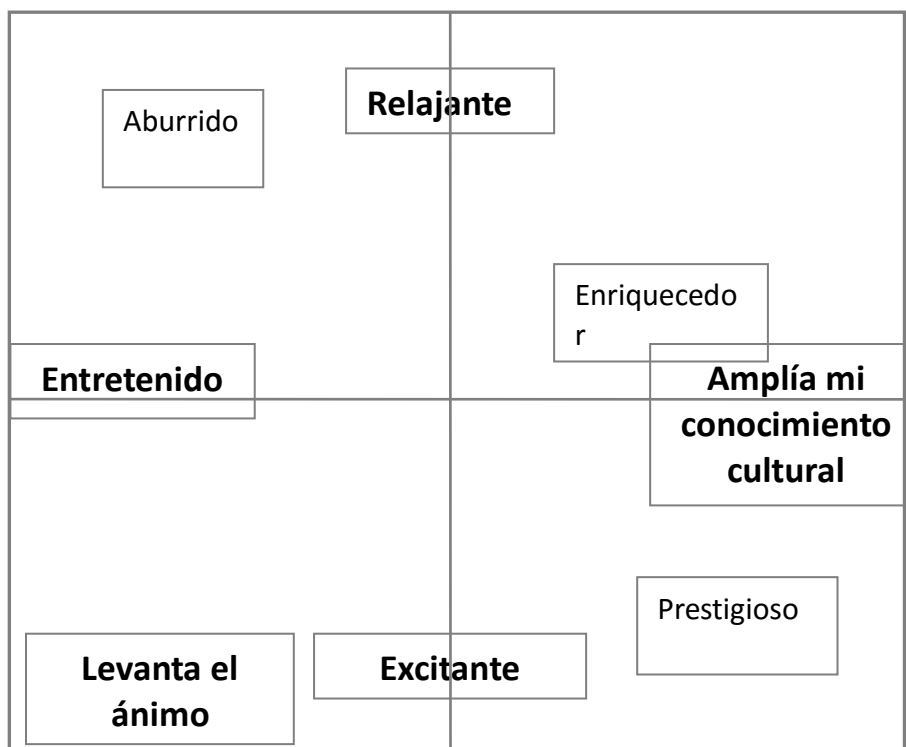 Relajante
Aburrido
Enriquecedo
r
Entretenido
Amplía mi
conocimiento
cultural
Prestigioso
Levanta el
ánimo
Excitante